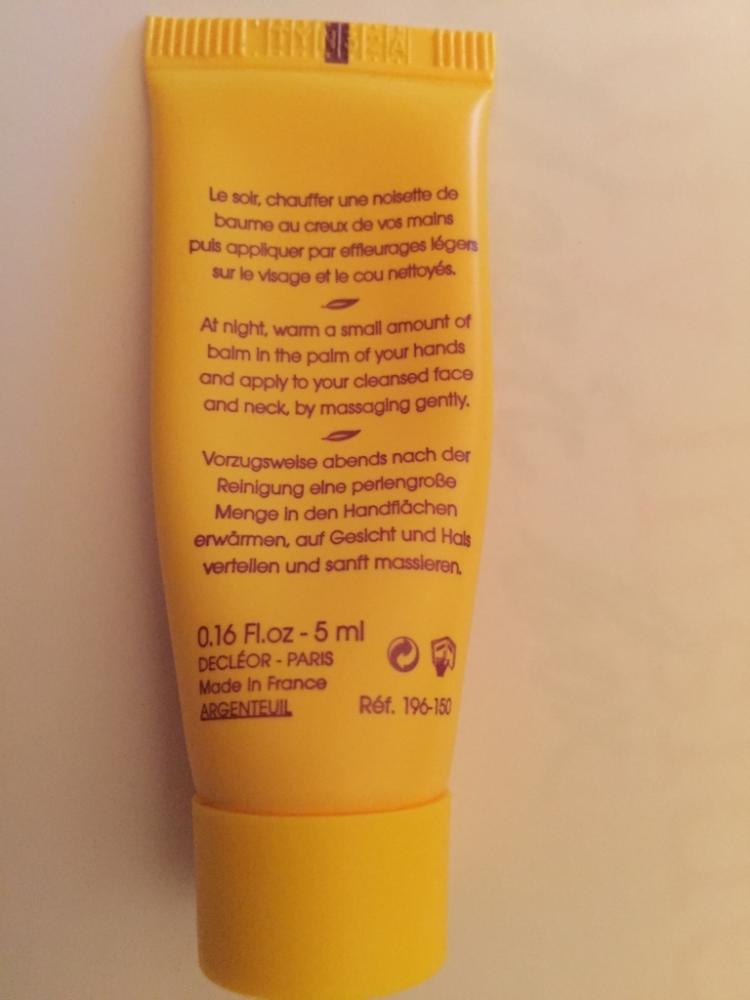 Le soir, chauffer une noisette de
baume au creux de vos mains
puis appliquer par effleurages légers
sur le visage et le cou nettoyés.
At night, warm a small amount of
balm in the palm of your hands
and apply to your cleansed face
and neck, by massaging gently.
Vorzugsweise abends nach der
Reinigung eine perlengroße
Menge in den Handflächen
erwärmen, auf Gesicht und Hals
verteilen und sanft massieren.
0.16 Fl.oz - 5 ml
DECLÉOR - PARIS
Made in France
ARGENTEUIL
Réf. 196-150